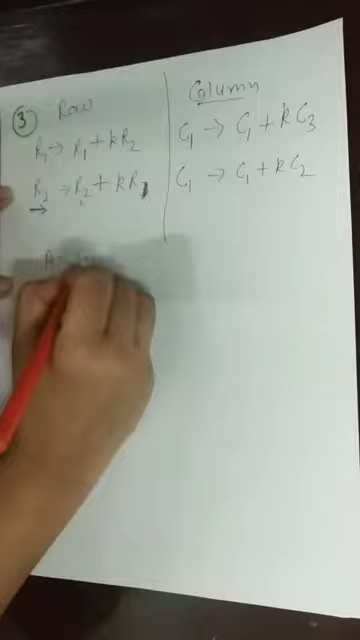 3 Row
R₁ → R₁ + kR₂
R₂ → R₂ + kR₁
Column
C₁ → C₁ + kC₃
C₁ → C₁ + kC₂